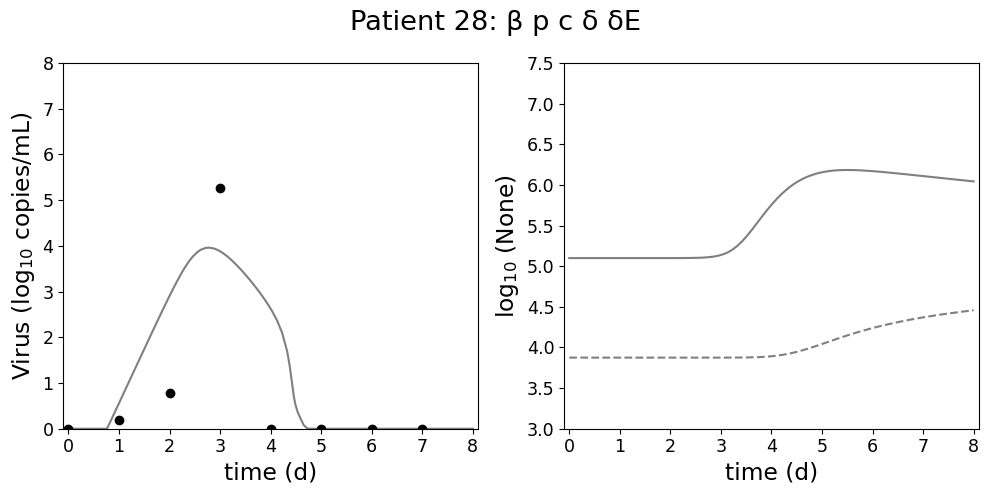 Patient 28: β p c δ δE
Virus (log₁₀ copies/mL)
8
7
6
5
4
3
2
1
0
0 1 2 3 4 5 6 7 8
time (d)
log₁₀ (None)
7.5
7.0
6.5
6.0
5.5
5.0
4.5
4.0
3.5
3.0
0 1 2 3 4 5 6 7 8
time (d)